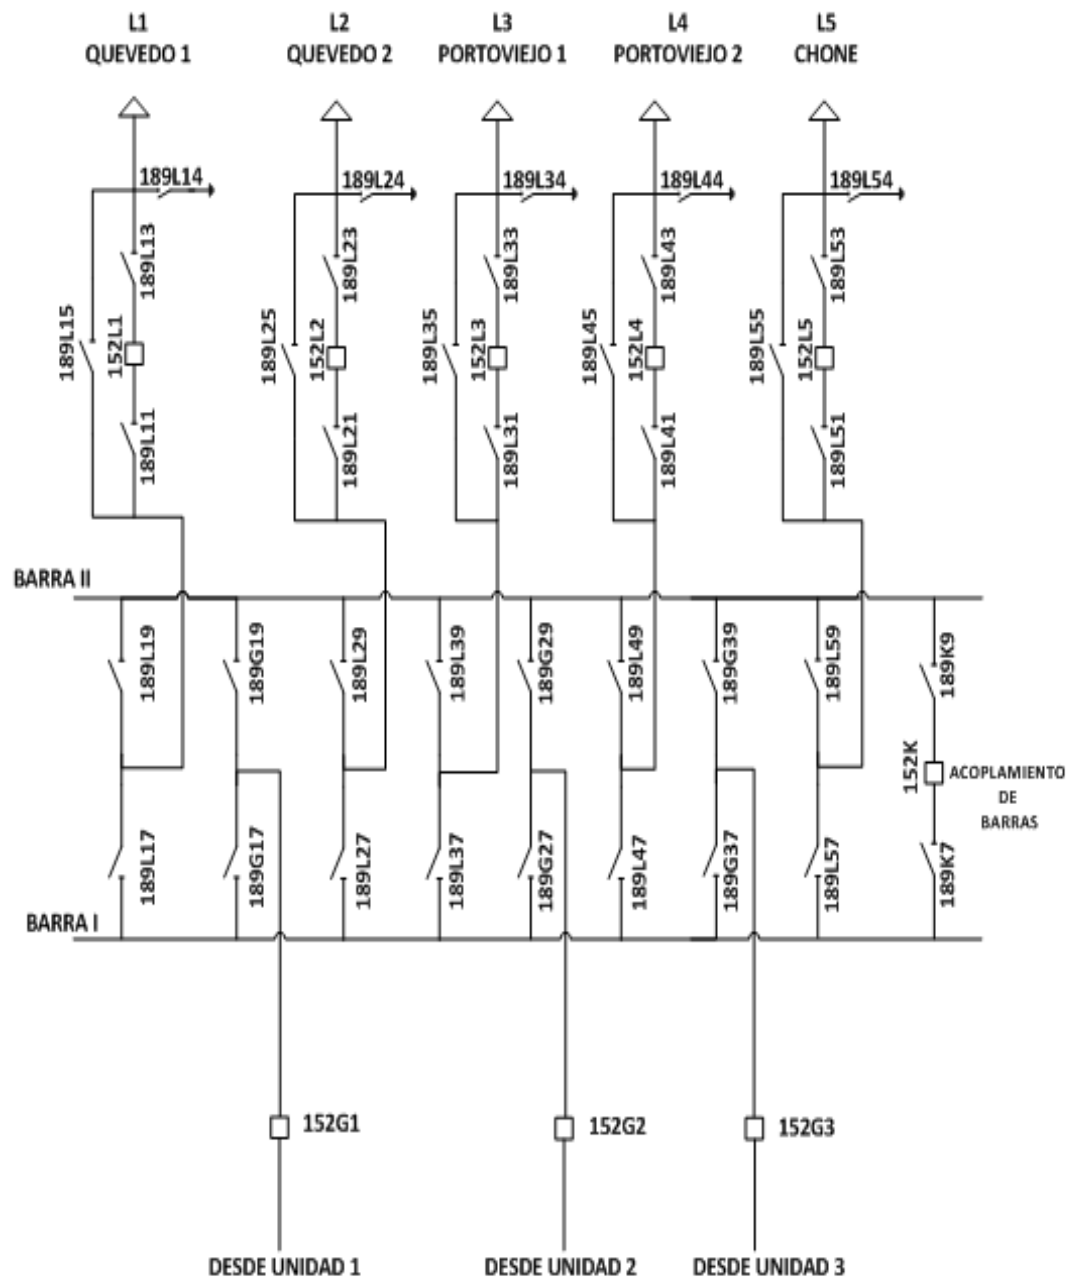 L1
QUEVEDO 1
L2
QUEVEDO 2
L3
PORTOVIEJO 1
L4
PORTOVIEJO 2
L5
CHONE
189L14
189L24
189L34
189L44
189L54
189L13
189L23
189L33
189L43
189L53
189L15
152L1
189L25
152L2
189L35
152L3
189L45
152L4
189L55
152L5
189L11
189L21
189L31
189L41
189L51
BARRA II
189L19
189G19
189L29
189L39
189G29
189L49
189G39
189L59
189K9
152K
ACOPLAMIENTO
DE
BARRAS
189L17
189G17
189L27
189L37
189G27
189L47
189G37
189L57
189K7
BARRA I
152G1
152G2
152G3
DESDE UNIDAD 1
DESDE UNIDAD 2
DESDE UNIDAD 3